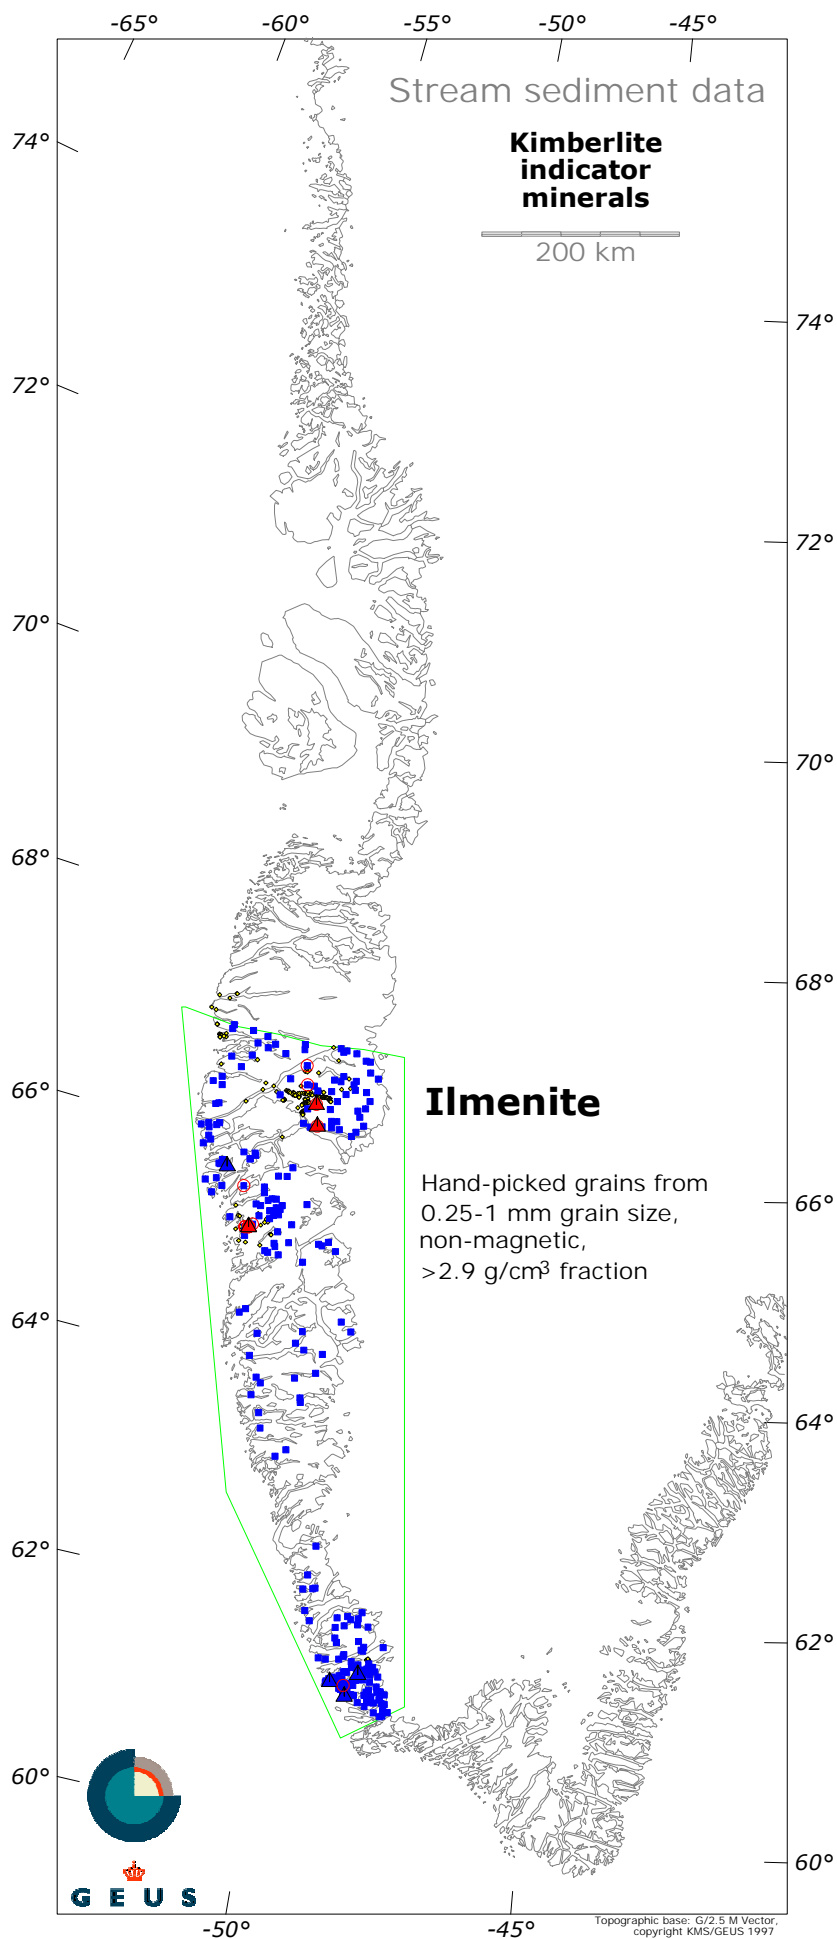 -65° -60° -55° -50° -45°
Stream sediment data
Kimberlite
indicator
minerals
200 km
74°
74°
72°
72°
70°
70°
68°
68°
66°
Ilmenite
Hand-picked grains from
66°
0.25-1 mm grain size,
non-magnetic,
>2.9 g/cm³ fraction
64°
64°
62°
62°
60°
60°
G E U S
-50° -45°
Topographic base: G/2.5 M Vector,
copyright KMS/GEUS 1997